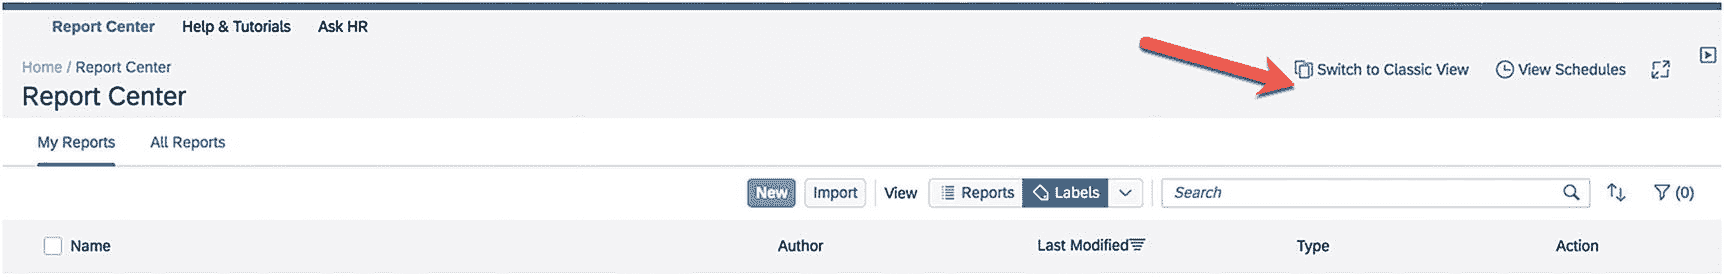 Report Center Help & Tutorials Ask HR
Home / Report Center
Switch to Classic View View Schedules
Report Center
My Reports All Reports
New Import View Reports Labels Search (0)
Name Author Last Modified Type Action